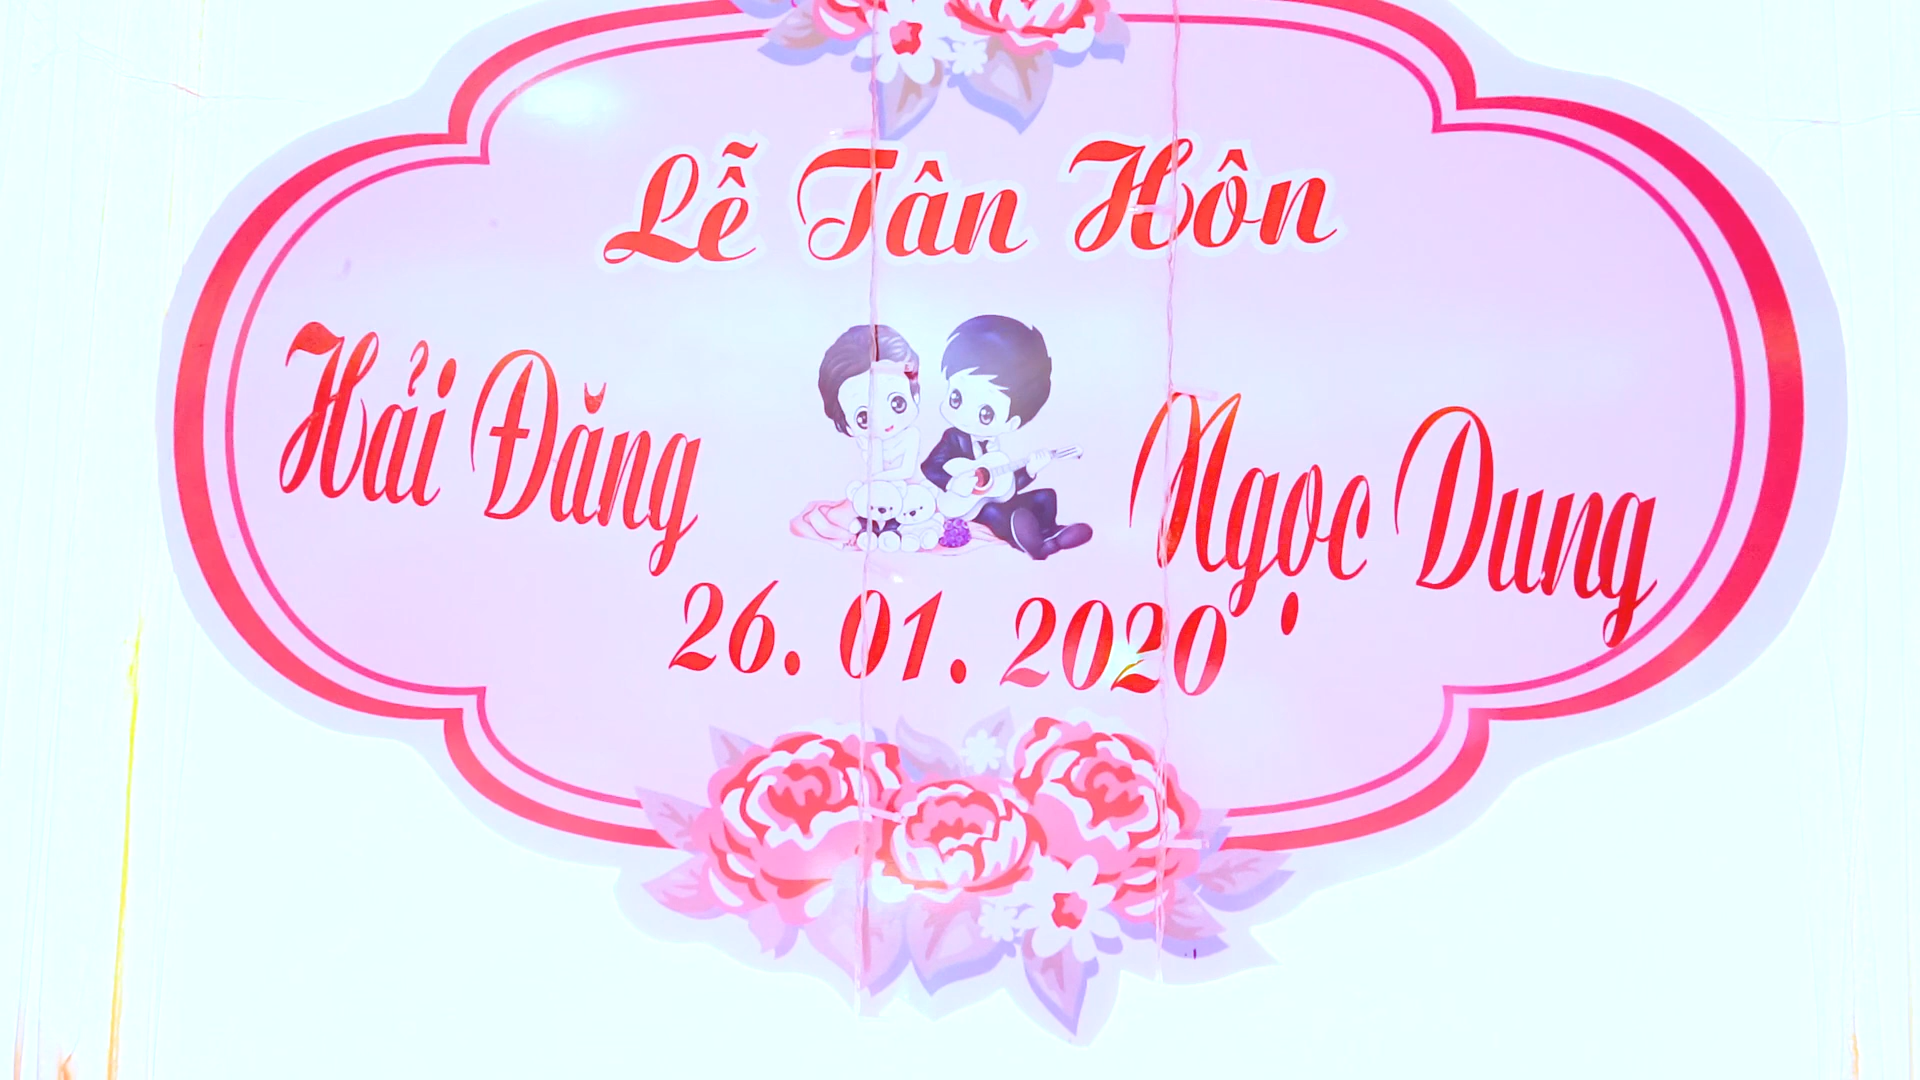 Lễ Tân Hôn
Hải Đăng
Ngọc Dung
26. 01. 2020